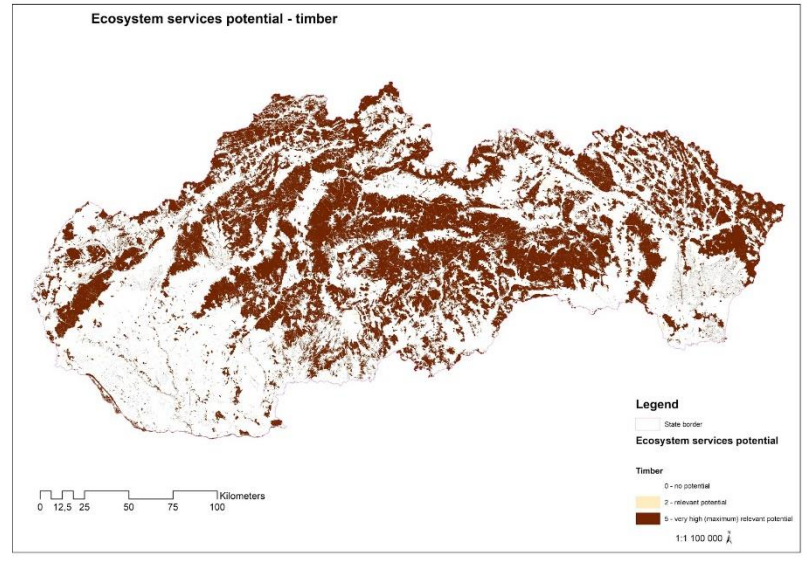 Ecosystem services potential - timber
Legend
State border
Ecosystem services potential
Timber
0 - no potential
2 - relevant potential
5 - very high (maximum) relevant potential
1:1 100 000
Kilometers
0 12,5 25 50 75 100